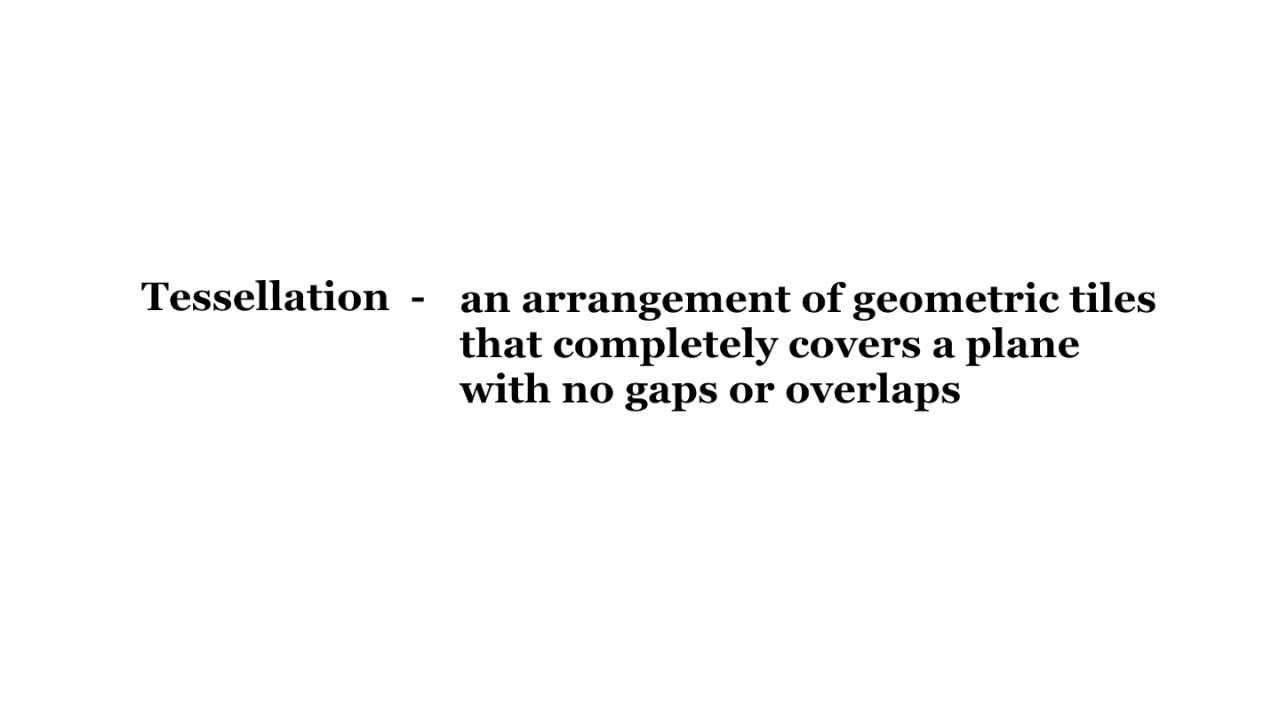 Tessellation - an arrangement of geometric tiles
that completely covers a plane
with no gaps or overlaps